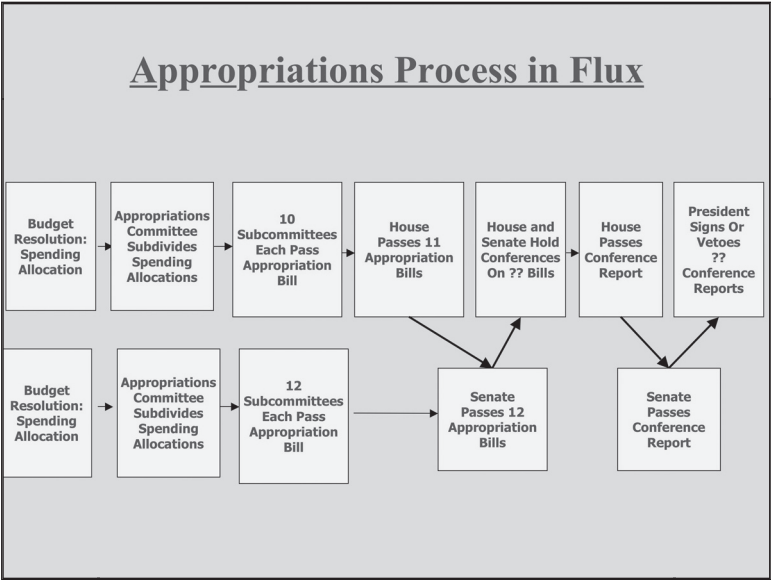 Appropriations Process in Flux
Budget
Resolution:
Spending
Allocation
Appropriations
Committee
Subdivides
Spending
Allocations
10
Subcommittees
Each Pass
Appropriation
Bill
House
Passes 11
Appropriation
Bills
House and
Senate Hold
Conferences
On ?? Bills
House
Passes
Conference
Report
President
Signs Or
Vetoes
??
Conference
Reports
Budget
Resolution:
Spending
Allocation
Appropriations
Committee
Subdivides
Spending
Allocations
12
Subcommittees
Each Pass
Appropriation
Bill
Senate
Passes 12
Appropriation
Bills
Senate
Passes
Conference
Report